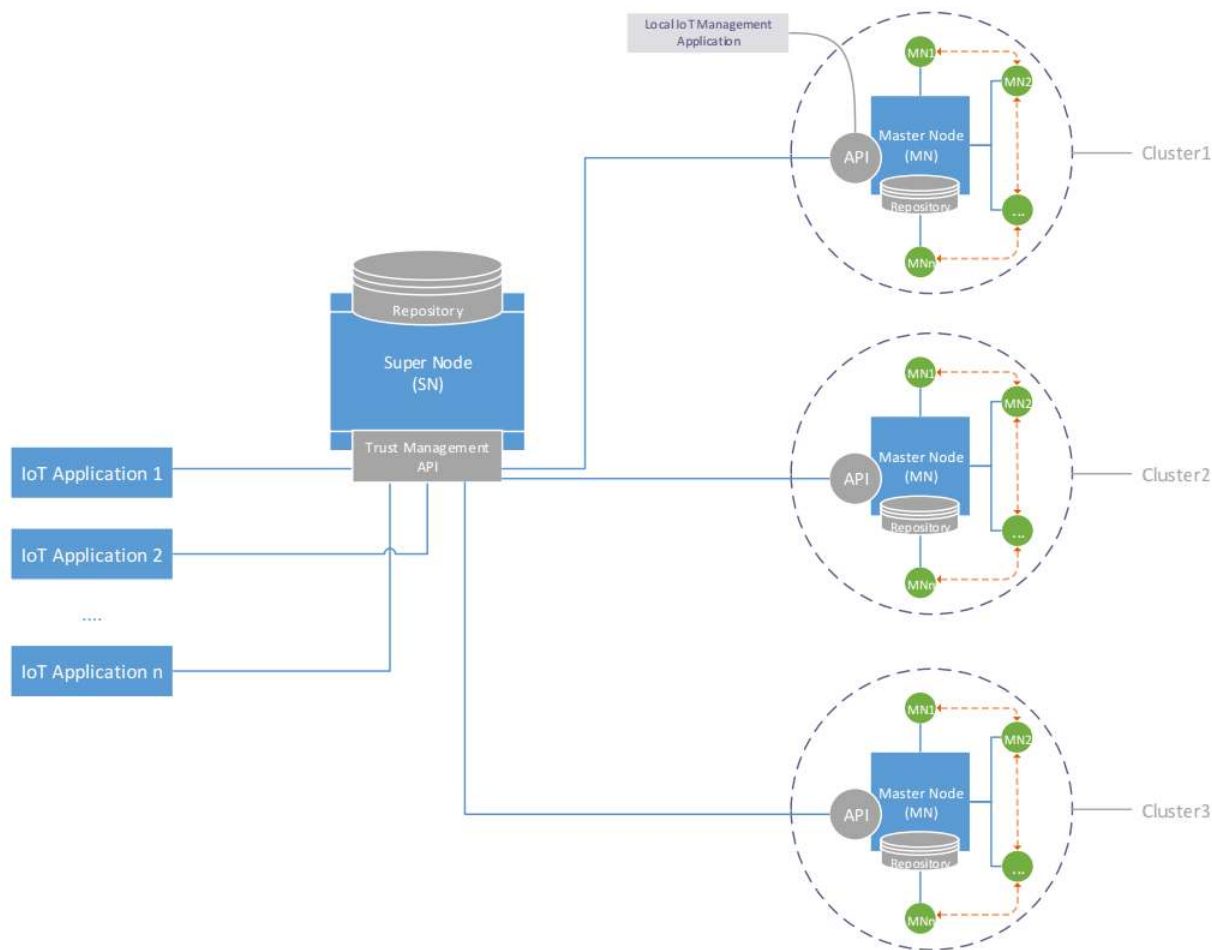 Local IoT Management
Application
MN1
MN2
Master Node
(MN)
API
Repository
...
MNn
Cluster1
Repository
Super Node
(SN)
Trust Management
API
IoT Application 1
IoT Application 2
....
IoT Application n
MN1
MN2
Master Node
(MN)
API
Repository
...
MNn
Cluster2
MN1
MN2
Master Node
(MN)
API
Repository
...
MNn
Cluster3